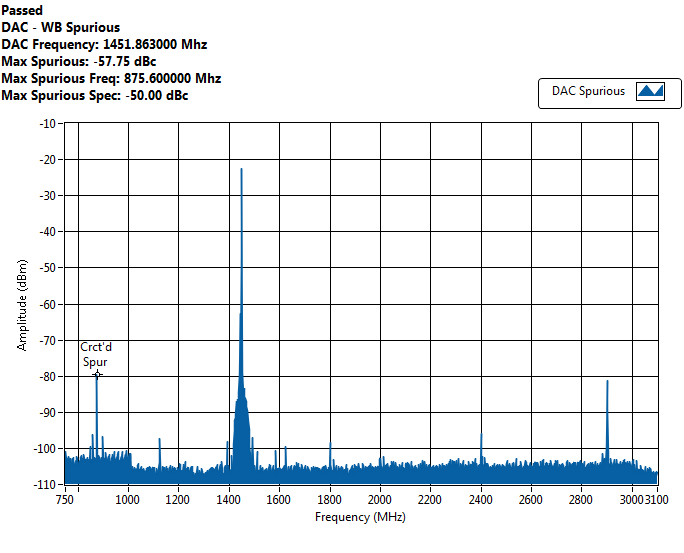 Passed
DAC - WB Spurious
DAC Frequency: 1451.863000 Mhz
Max Spurious: -57.75 dBc
Max Spurious Freq: 875.600000 Mhz
Max Spurious Spec: -50.00 dBc
DAC Spurious
-10
-20
-30
-40
-50
-60
-70
-80
-90
-100
-110
Amplitude (dBm)
Crct'd
Spur
750
1000
1200
1400
1600
1800
2000
2200
2400
2600
2800
3000
3100
Frequency (MHz)